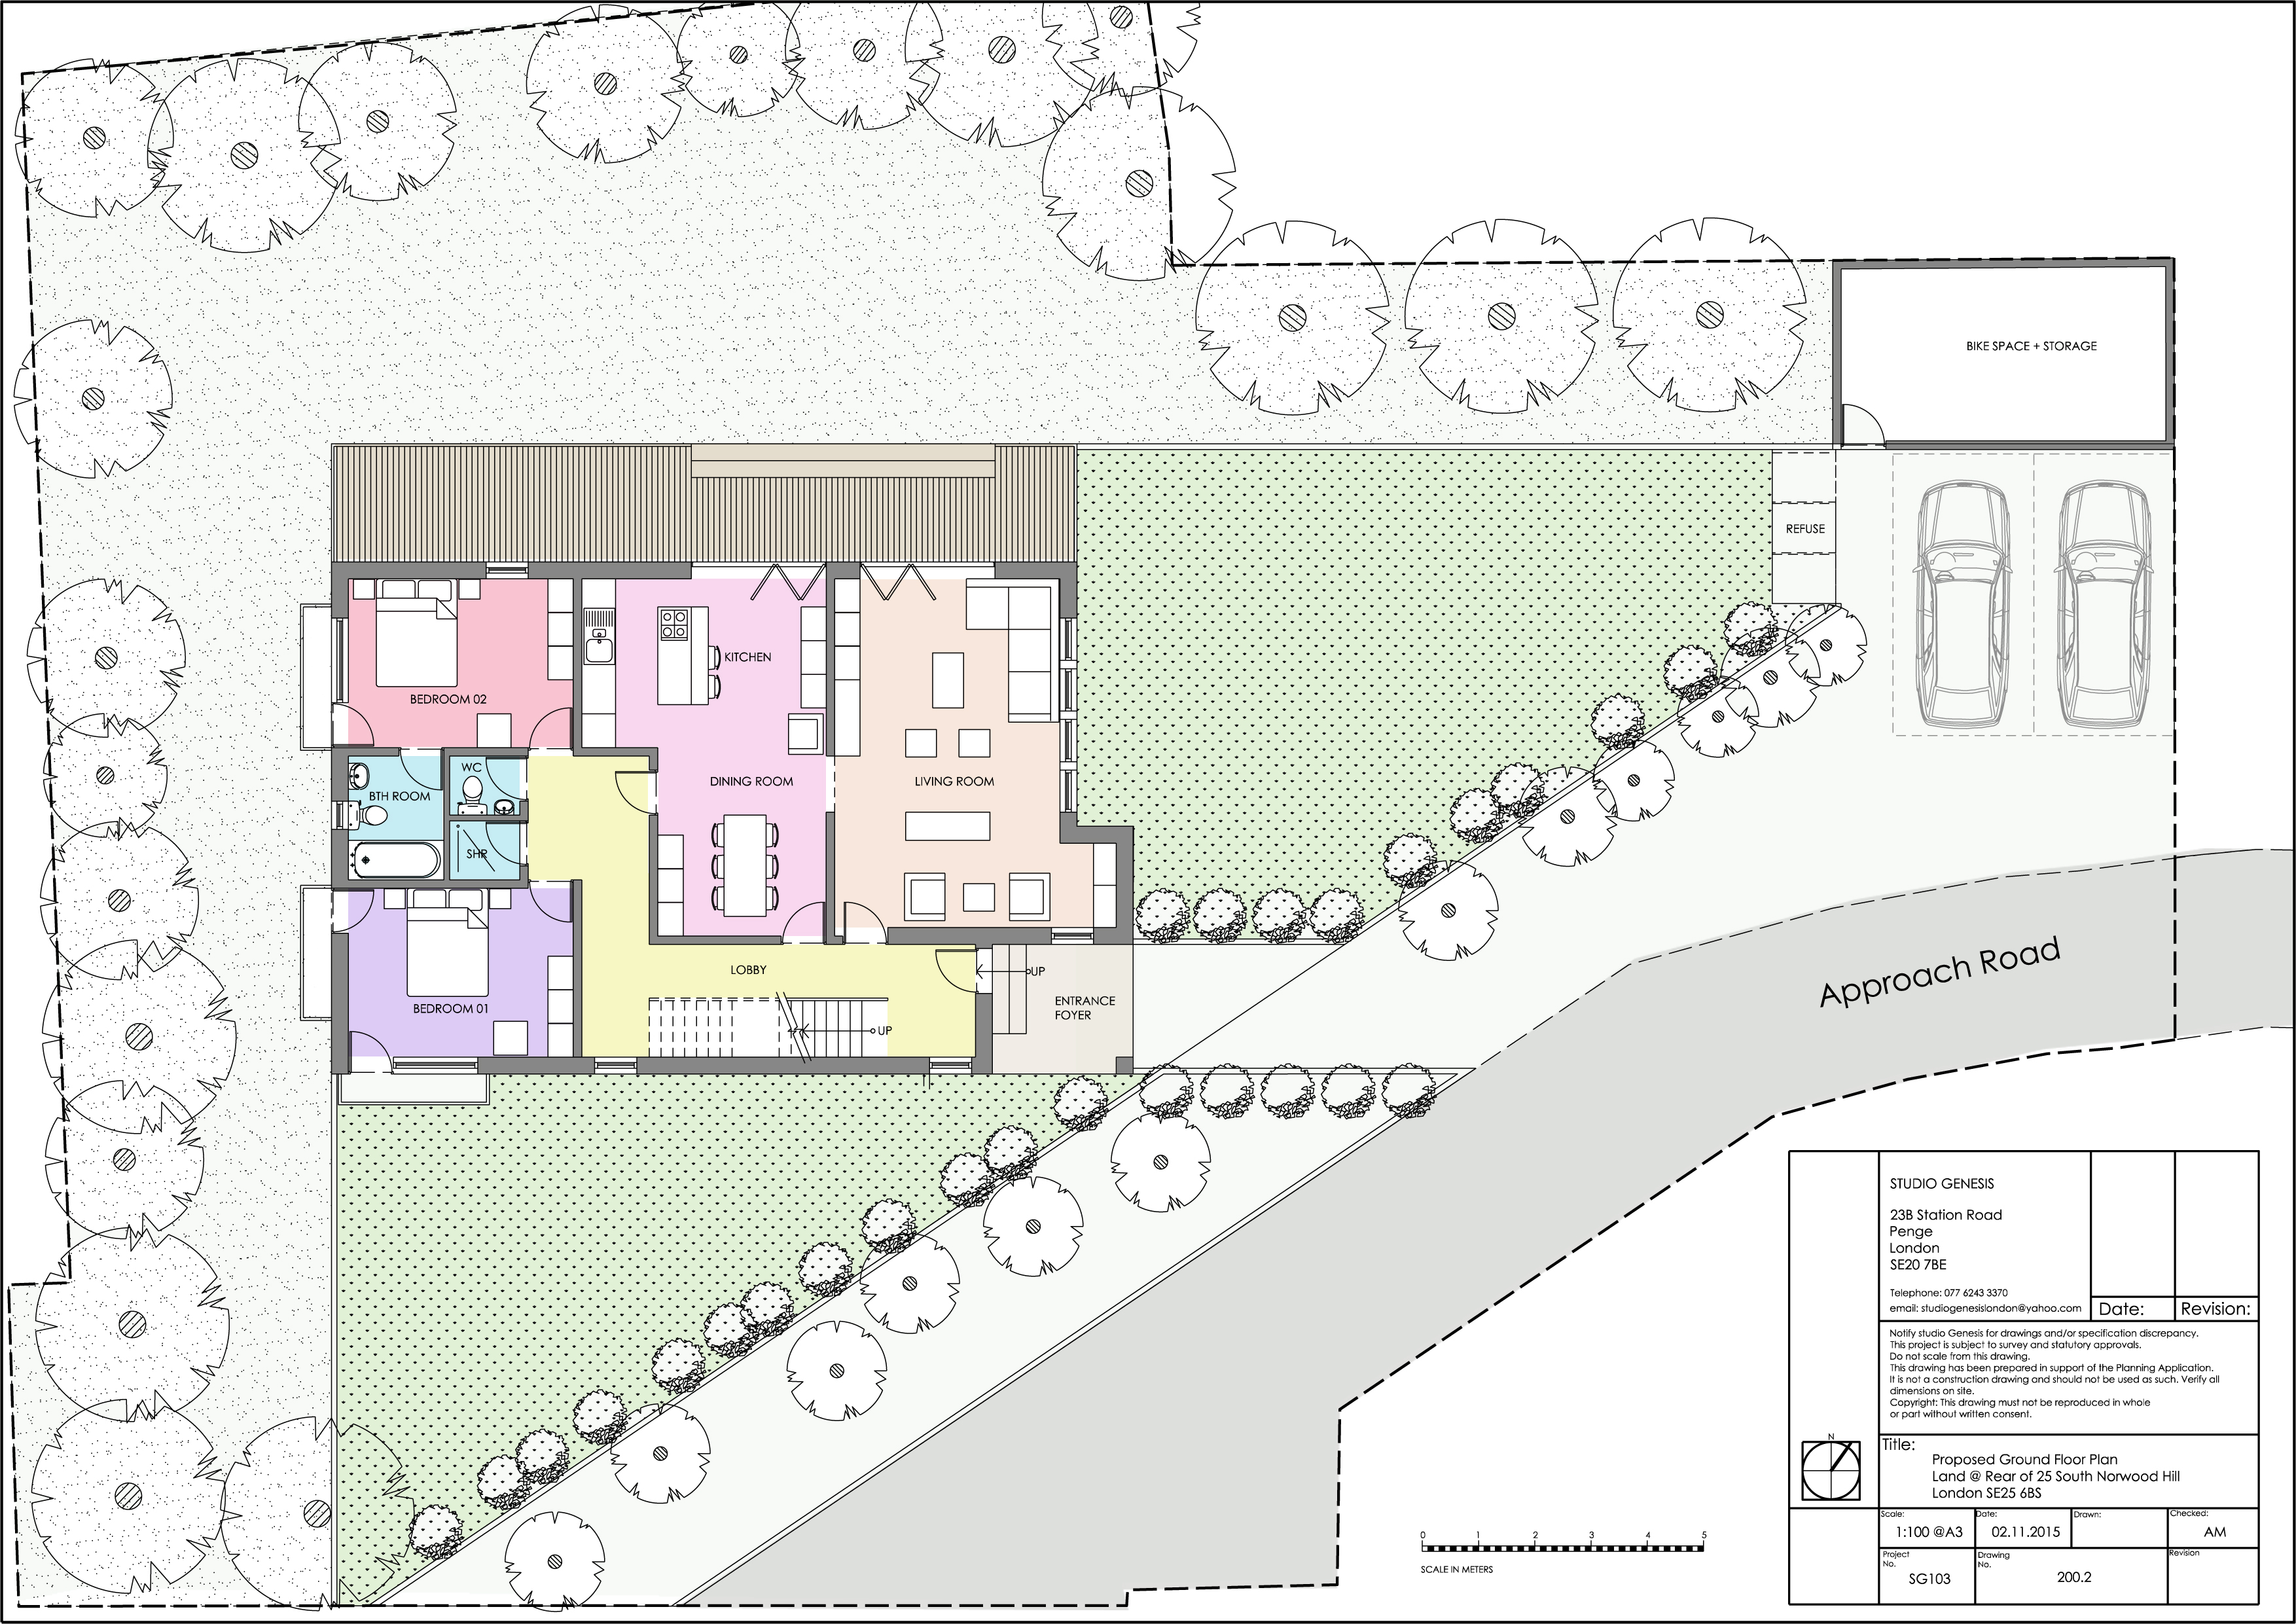 BIKE SPACE + STORAGE
REFUSE
KITCHEN
BEDROOM 02
WC
BTH ROOM
DINING ROOM
LIVING ROOM
SHR
LOBBY
UP
ENTRANCE
FOYER
BEDROOM 01
UP
Approach Road
STUDIO GENESIS
23B Station Road
Penge
London
SE20 7BE
Telephone: 077 6243 3370
email: studiogenesislondon@yahoo.com
Date:
Revision:
Notify studio Genesis for drawings and/or specification discrepancy.
This project is subject to survey and statutory approvals.
Do not scale from this drawing.
This drawing has been prepared in support of the Planning Application.
It is not a construction drawing and should not be used as such. Verify all
dimensions on site.
Copyright: This drawing must not be reproduced in whole
or part without written consent.
N
Title:
Proposed Ground Floor Plan
Land @ Rear of 25 South Norwood Hill
London SE25 6BS
Scale:
1:100 @A3
Date:
02.11.2015
Drawn:
Checked:
AM
Project
No.
SG103
Drawing
No.
200.2
Revision
0 1 2 3 4 5
SCALE IN METERS